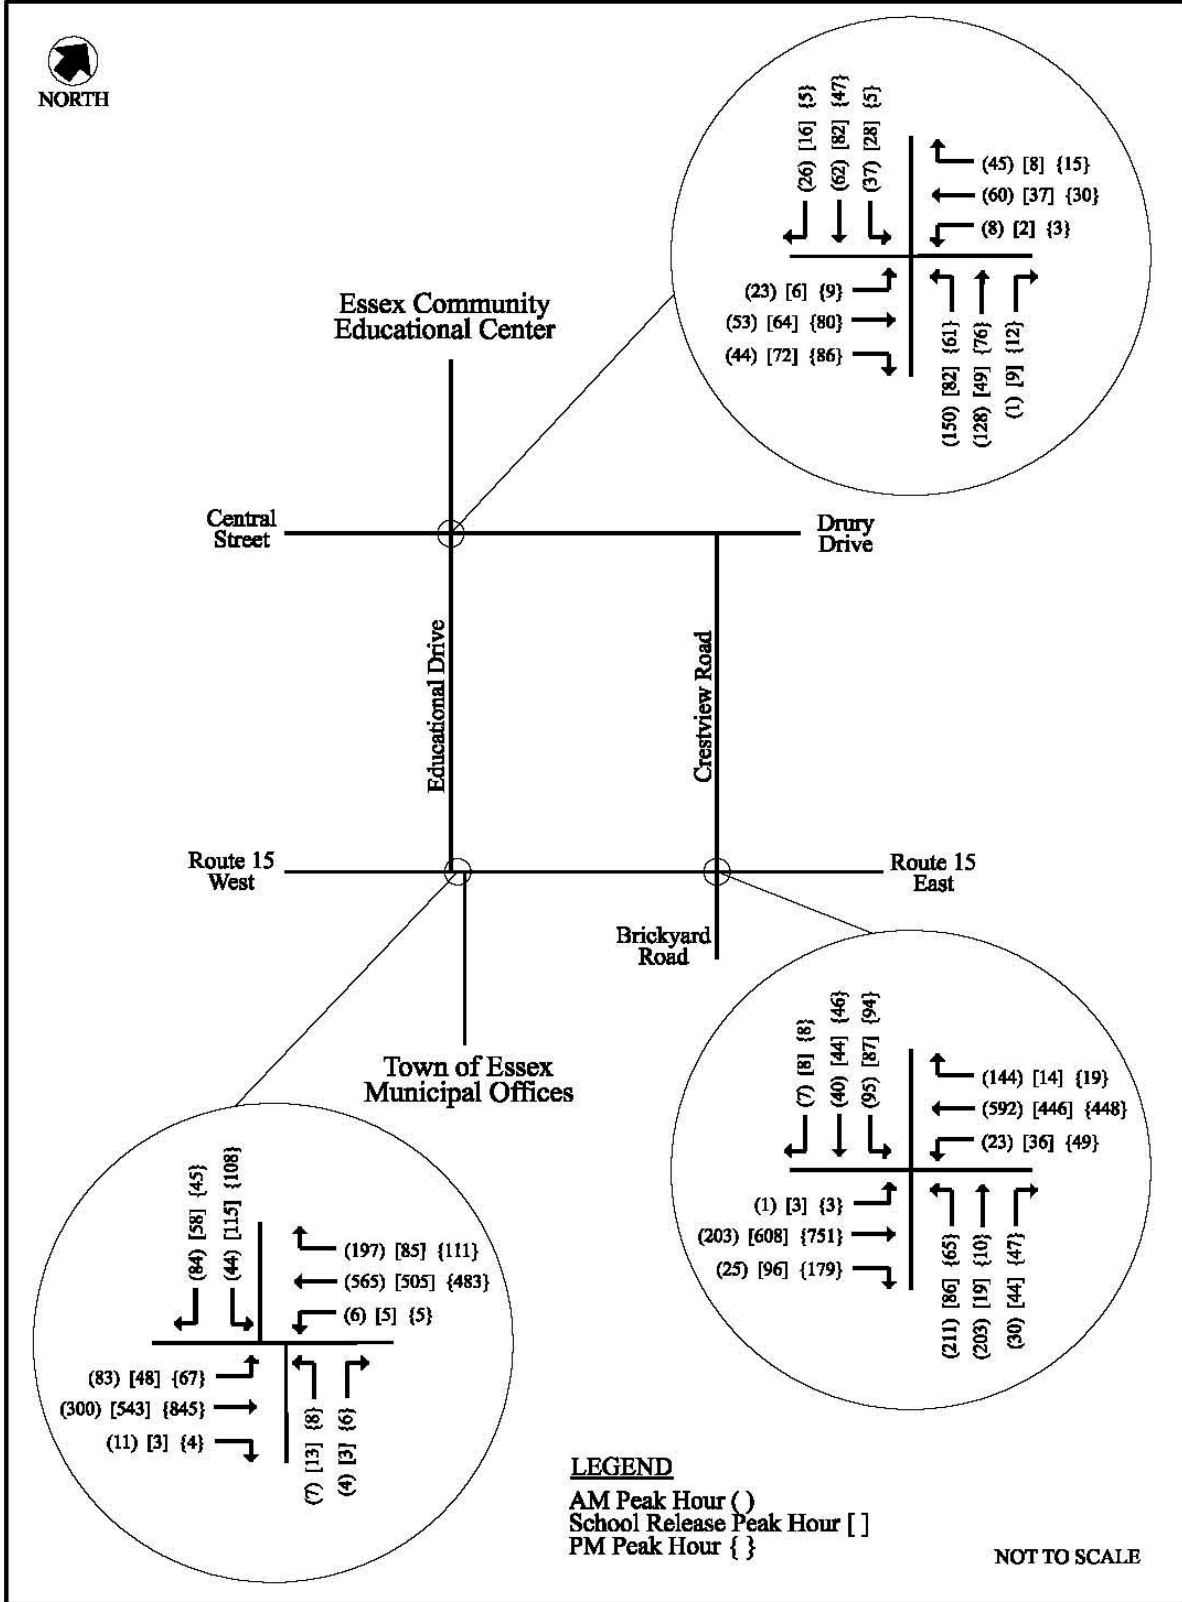 NORTH
(26) [16] {5}
(62) [82] {47}
(37) [28] {5}
(45) [8] {15}
(60) [37] {30}
(8) [2] {3}
(23) [6] {9}
(53) [64] {80}
(44) [72] {86}
(150) [82] {61}
(128) [49] {76}
(1) [9] {12}
Essex Community
Educational Center
Central
Street
Drury
Drive
Educational Drive
Crestview Road
Route 15
West
Route 15
East
Brickyard
Road
Town of Essex
Municipal Offices
(7) [8] {8}
(40) [44] {46}
(95) [87] {94}
(144) [14] {19}
(592) [446] {448}
(23) [36] {49}
(1) [3] {3}
(203) [608] {751}
(25) [96] {179}
(211) [86] {65}
(203) [19] {10}
(30) [44] {47}
(84) [58] {45}
(44) [115] {108}
(197) [85] {111}
(565) [505] {483}
(6) [5] {5}
(83) [48] {67}
(300) [543] {845}
(11) [3] {4}
(7) [13] {8}
(4) [3] {6}
LEGEND
AM Peak Hour ( )
School Release Peak Hour [ ]
PM Peak Hour { }
NOT TO SCALE